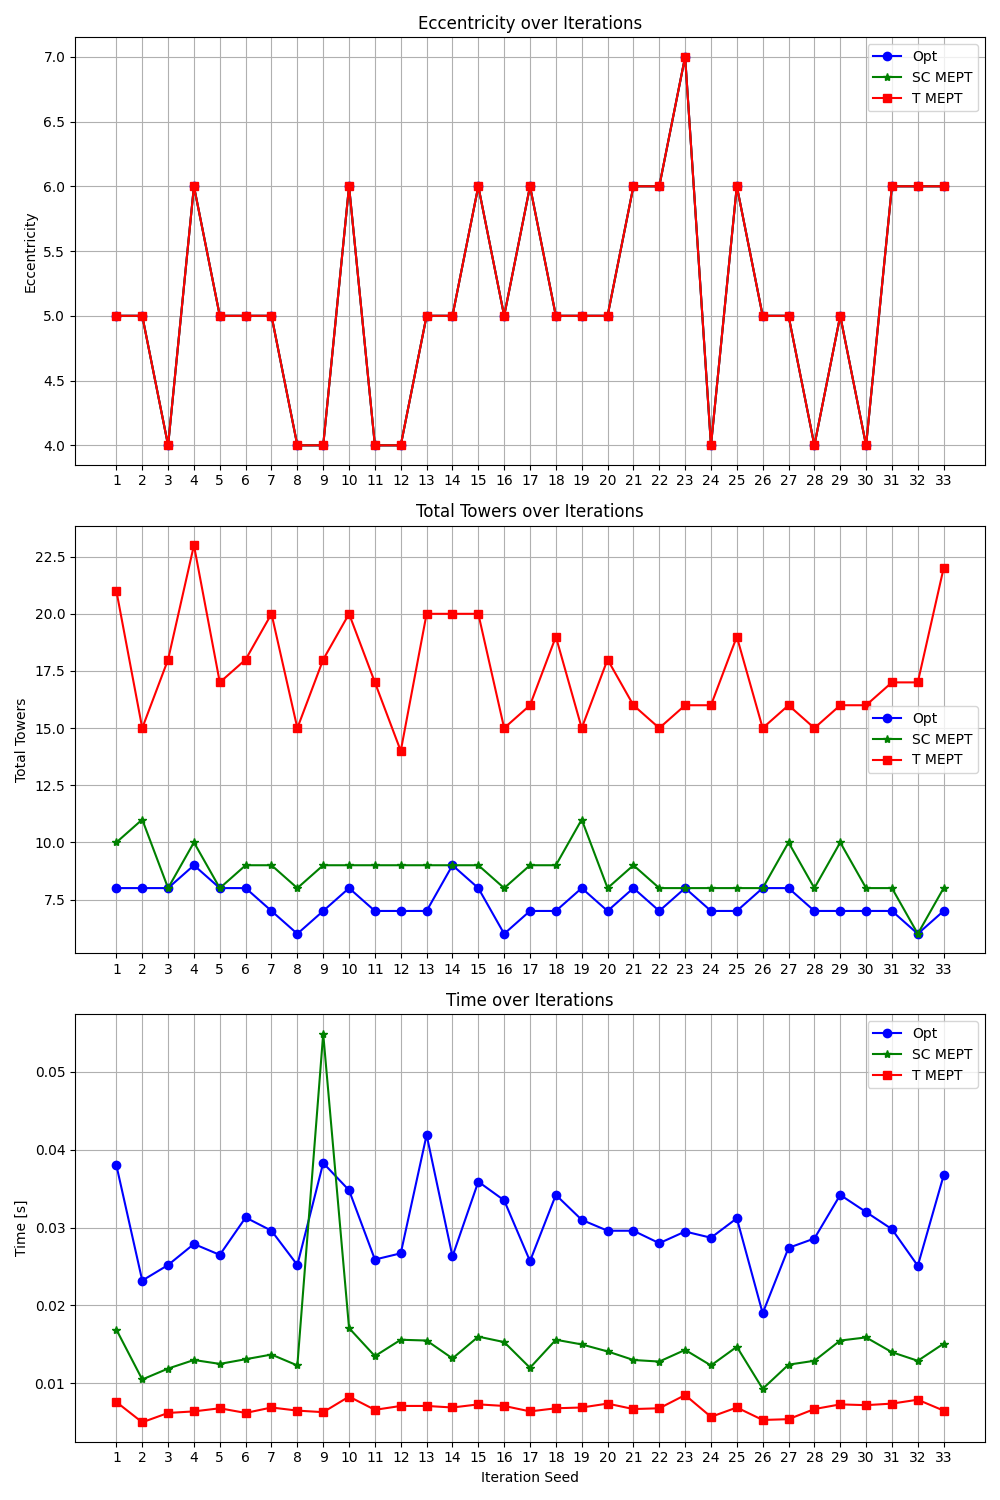 Eccentricity over Iterations
7.0
6.5
6.0
5.5
5.0
4.5
4.0
Eccentricity
Opt
SC MEPT
T MEPT
1 2 3 4 5 6 7 8 9 10 11 12 13 14 15 16 17 18 19 20 21 22 23 24 25 26 27 28 29 30 31 32 33
Total Towers over Iterations
22.5
20.0
17.5
15.0
12.5
10.0
7.5
Total Towers
Opt
SC MEPT
T MEPT
1 2 3 4 5 6 7 8 9 10 11 12 13 14 15 16 17 18 19 20 21 22 23 24 25 26 27 28 29 30 31 32 33
Time over Iterations
0.05
0.04
0.03
0.02
0.01
Time [s]
Opt
SC MEPT
T MEPT
1 2 3 4 5 6 7 8 9 10 11 12 13 14 15 16 17 18 19 20 21 22 23 24 25 26 27 28 29 30 31 32 33
Iteration Seed